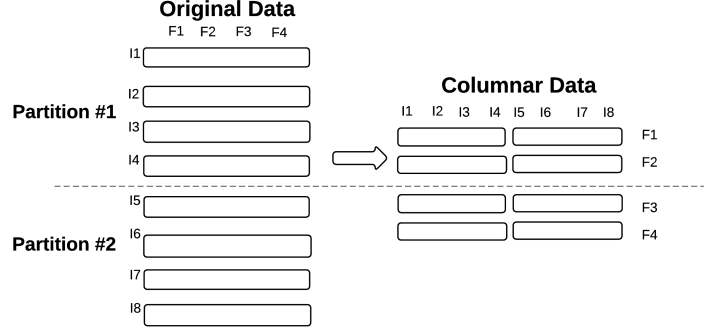 Original Data
F1 F2 F3 F4
I1
I2
Partition #1
I3
I4
I5
I6
Partition #2
I7
I8
Columnar Data
I1 I2 I3 I4 I5 I6 I7 I8
F1
F2
F3
F4